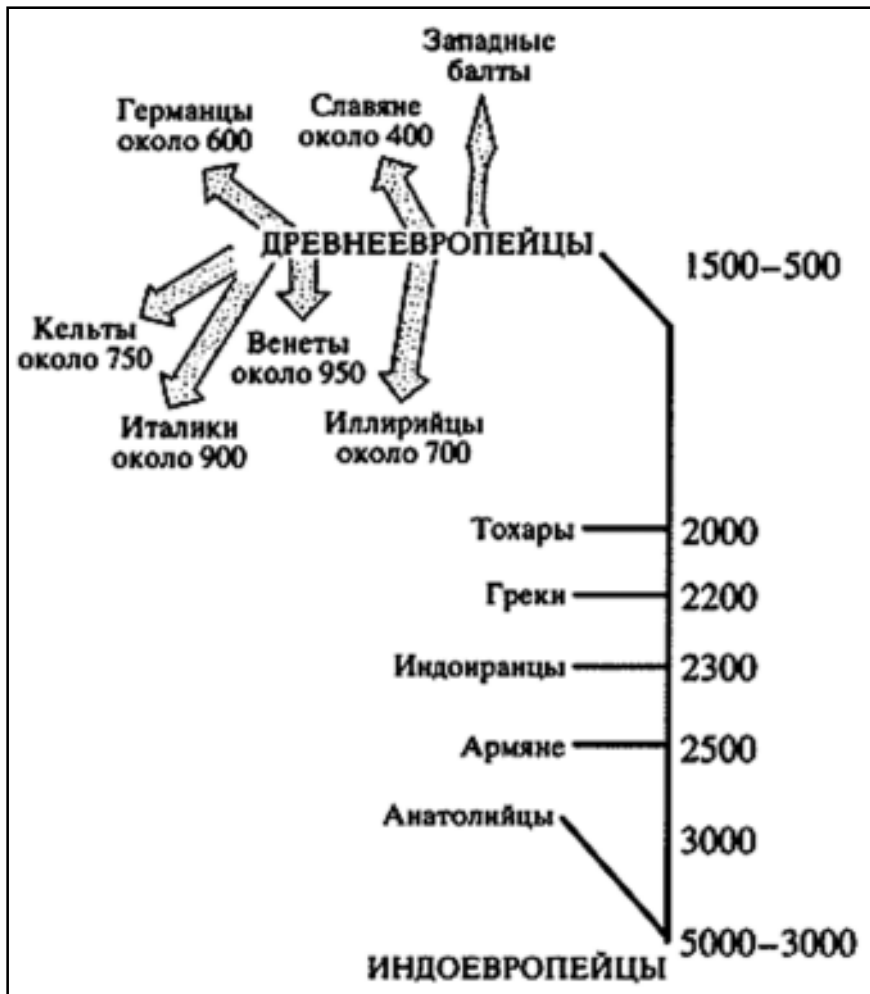 Западные
балты
Германцы
около 600
Славяне
около 400
ДРЕВНЕЕВРОПЕЙЦЫ
1500–500
Кельты
около 750
Венеты
около 950
Италики
около 900
Иллирийцы
около 700
Тохары
2000
Греки
2200
Индоиранцы
2300
Армяне
2500
Анатолийцы
3000
5000–3000
ИНДОЕВРОПЕЙЦЫ